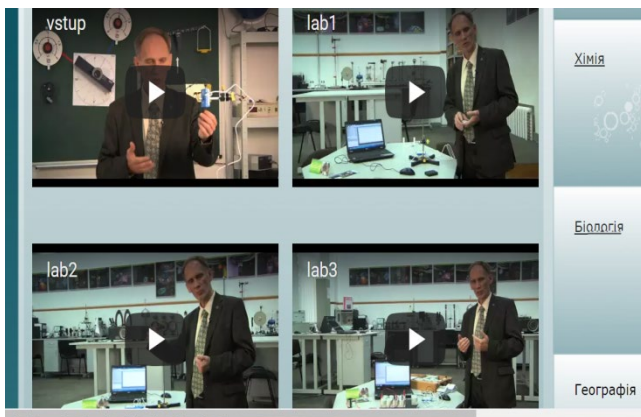 vstup
lab1
Хімія
Біологія
lab2
lab3
Географія